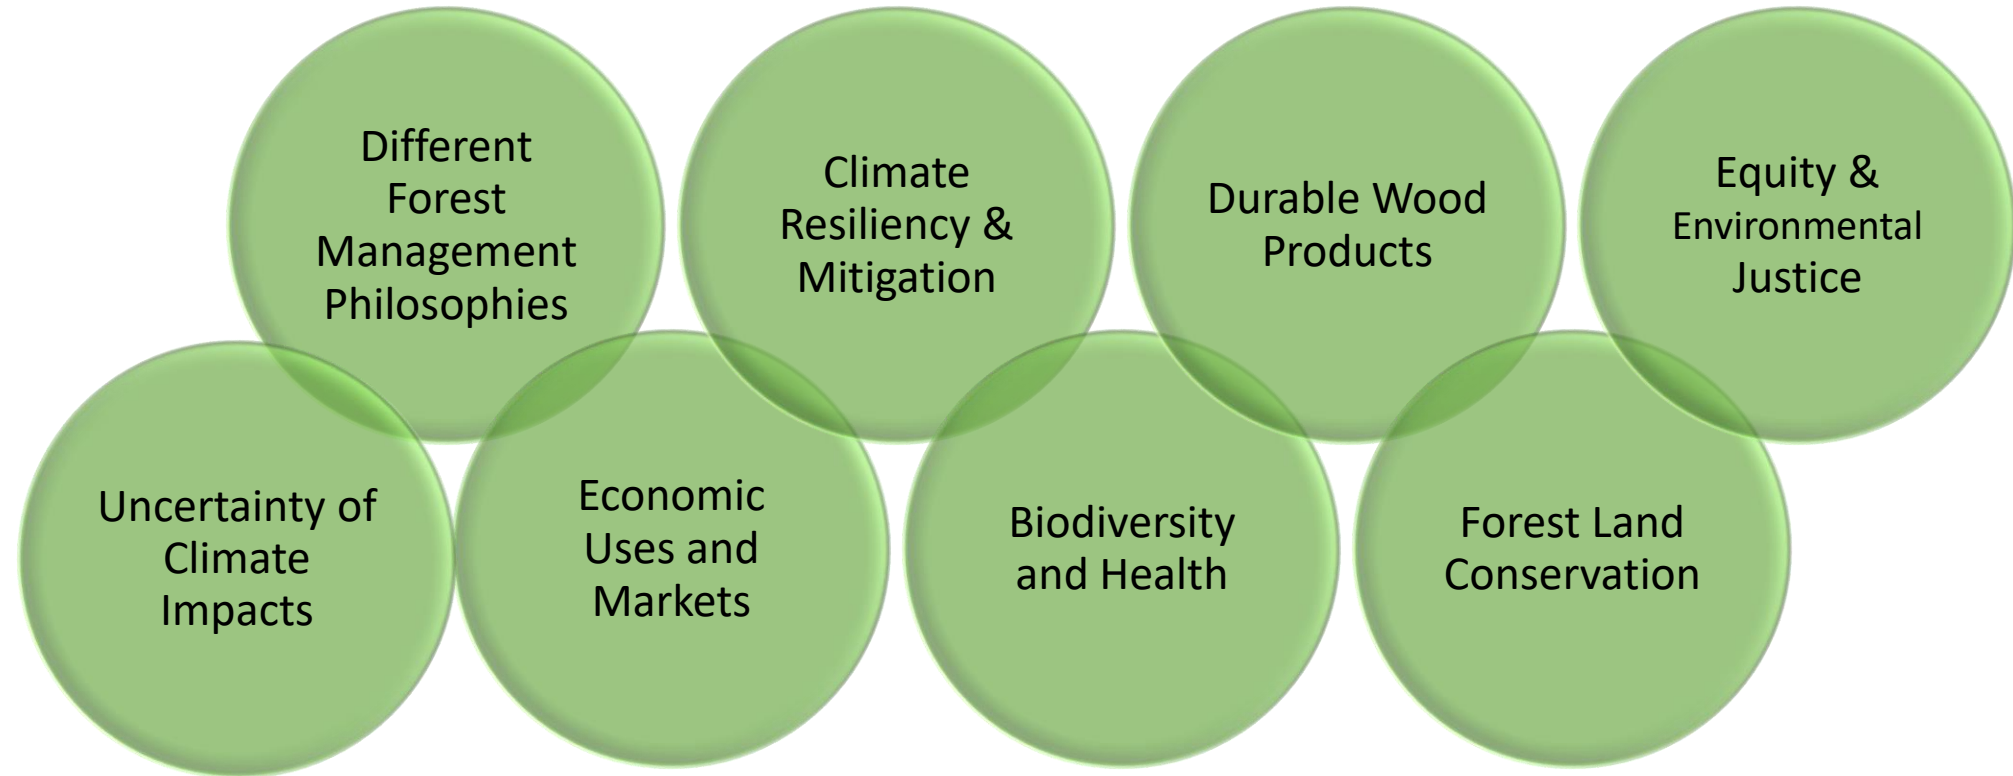 Different
Forest
Management
Philosophies
Climate
Resiliency &
Mitigation
Durable Wood
Products
Equity &
Environmental
Justice
Uncertainty of
Climate
Impacts
Economic
Uses and
Markets
Biodiversity
and Health
Forest Land
Conservation